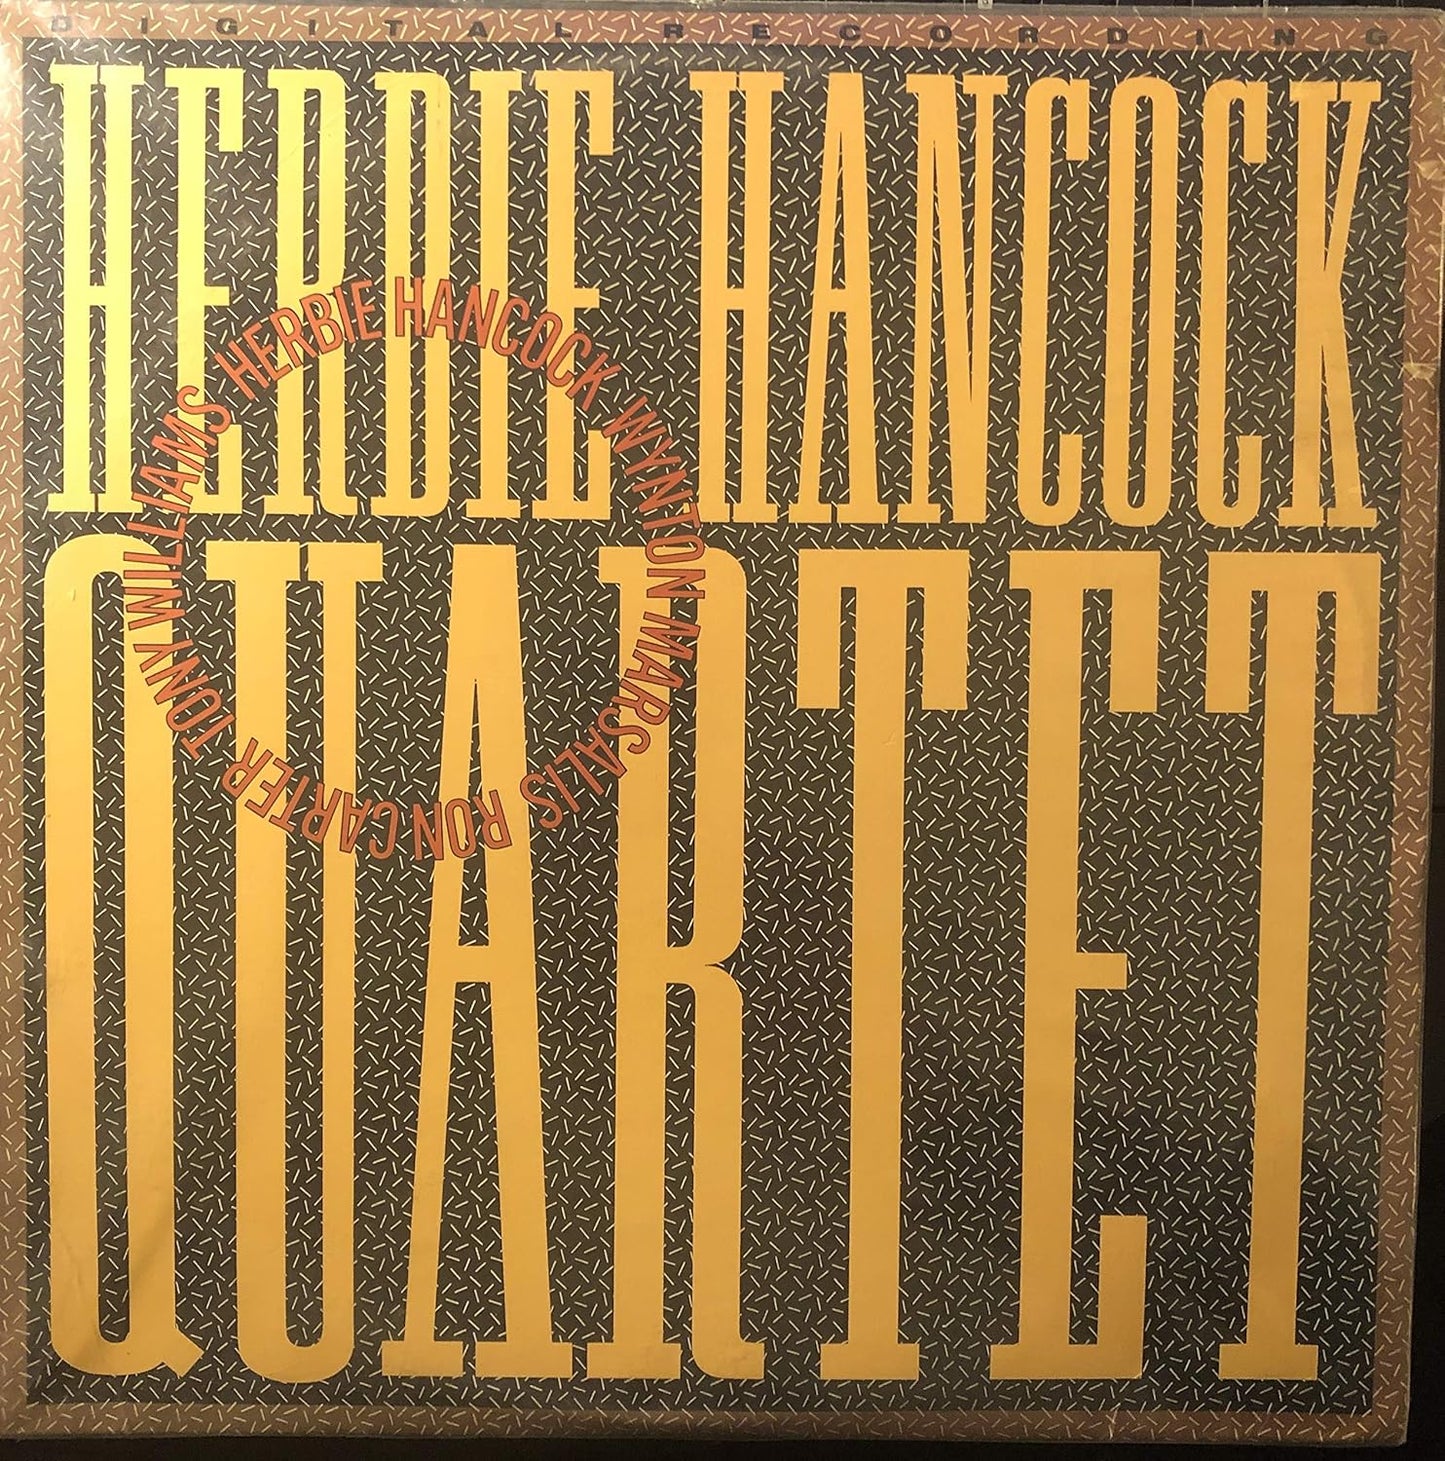 DIGITAL RECORDING
HERBIE HANCOCK
QUARTET
HERBIE HANCOCK WYNTON MARSALIS RON CARTER TONY WILLIAMS